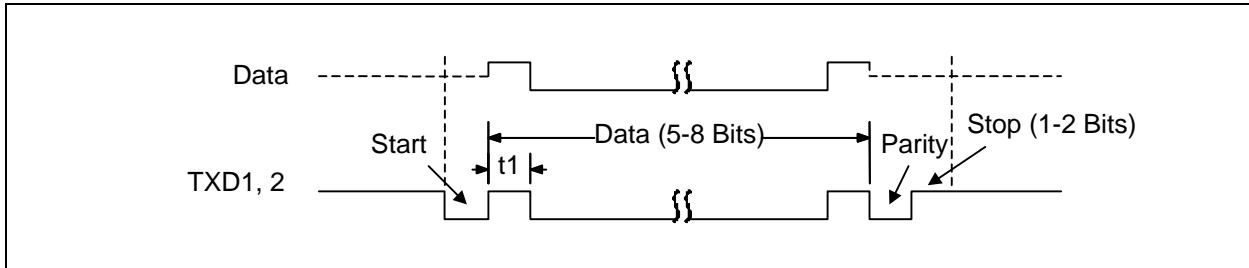 Data
Data (5-8 Bits)
Stop (1-2 Bits)
Start
Parity
t1
TXD1, 2